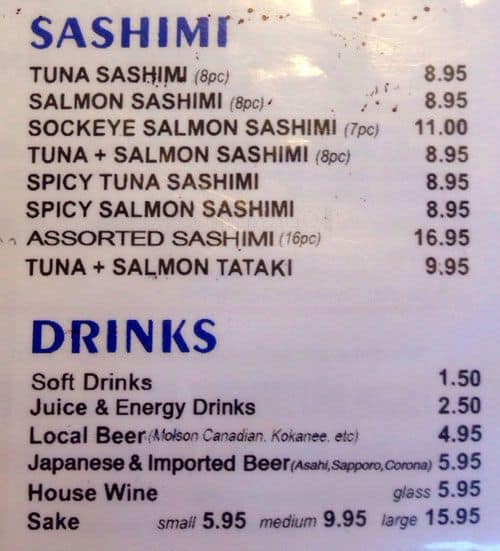 SASHIMI
TUNA SASHIMI (8pc) 8.95
SALMON SASHIMI (8pc) 8.95
SOCKEYE SALMON SASHIMI (7pc) 11.00
TUNA + SALMON SASHIMI (8pc) 8.95
SPICY TUNA SASHIMI 8.95
SPICY SALMON SASHIMI 8.95
ASSORTED SASHIMI (16pc) 16.95
TUNA + SALMON TATAKI 9.95
DRINKS
Soft Drinks 1.50
Juice & Energy Drinks 2.50
Local Beer (Molson Canadian. Kokanee. etc) 4.95
Japanese & Imported Beer (Asahi,Sapporo,Corona) 5.95
House Wine glass 5.95
Sake small 5.95 medium 9.95 large 15.95